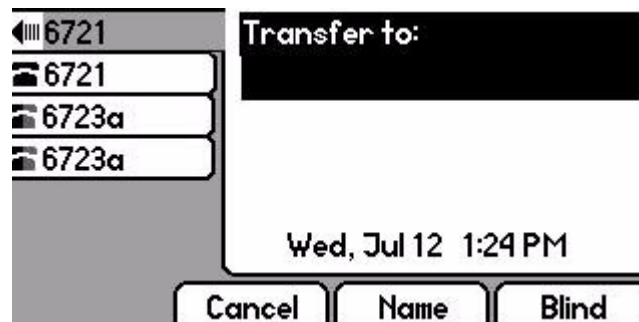 6721
6721
6723a
6723a
Transfer to:
Wed, Jul 12 1:24 PM
Cancel Name Blind